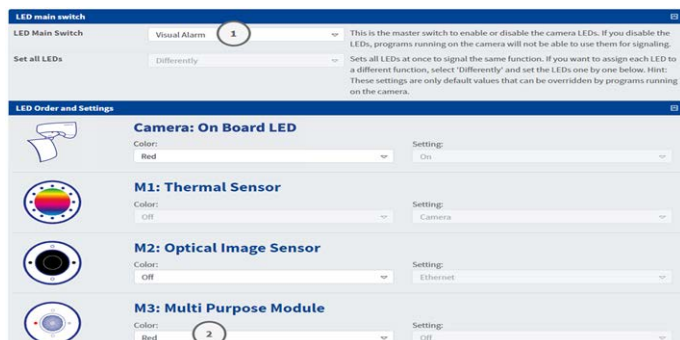 LED main switch
LED Main Switch
Visual Alarm
1
This is the master switch to enable or disable the camera LEDs. If you disable the
LEDs, programs running on the camera will not be able to use them for signaling.
Set all LEDs
Differently
Sets all LEDs at once to signal the same function. If you want to assign each LED to
a different function, select 'Differently' and set the LEDs one by one below. Hint:
These settings are only default values that can be overridden by programs running
on the camera.
LED Order and Settings
Camera: On Board LED
Color:
Setting:
Red
On
M1: Thermal Sensor
Color:
Setting:
Off
Camera
M2: Optical Image Sensor
Color:
Setting:
Off
Ethernet
M3: Multi Purpose Module
Color:
Setting:
Red
2
Off